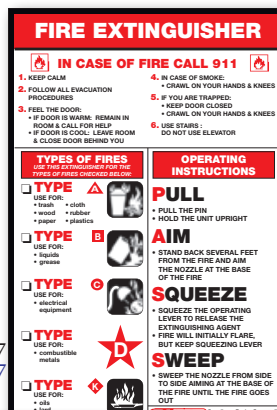 FIRE EXTINGUISHER
IN CASE OF FIRE CALL 911
1. KEEP CALM
2. FOLLOW ALL EVACUATION
PROCEDURES
3. FEEL THE DOOR:
• IF DOOR IS WARM: REMAIN IN
ROOM & CALL FOR HELP
• IF DOOR IS COOL: LEAVE ROOM
& CLOSE DOOR BEHIND YOU
4. IN CASE OF SMOKE:
• CRAWL ON YOUR HANDS & KNEES
5. IF YOU ARE TRAPPED:
• KEEP DOOR CLOSED
• CRAWL ON YOUR HANDS & KNEES
6. USE STAIRS :
DO NOT USE ELEVATOR
TYPES OF FIRES
USE THIS EXTINGUISHER FOR THE
TYPES OF FIRES CHECKED BELOW:
TYPE A
USE FOR:
• trash • cloth
• wood • rubber
• paper • plastics
TYPE B
USE FOR:
• liquids
• grease
TYPE C
USE FOR:
• electrical
equipment
TYPE D
USE FOR:
• combustible
metals
TYPE K
USE FOR:
• oils
• lard
OPERATING
INSTRUCTIONS
PULL
• PULL THE PIN
• HOLD THE UNIT UPRIGHT
AIM
• STAND BACK SEVERAL FEET
FROM THE FIRE AND AIM
THE NOZZLE AT THE BASE
OF THE FIRE
SQUEEZE
• SQUEEZE THE OPERATING
LEVER TO RELEASE THE
EXTINGUISHING AGENT
• FIRE WILL INITIALLY FLARE,
BUT KEEP SQUEEZING LEVER
SWEEP
• SWEEP THE NOZZLE FROM SIDE
TO SIDE AIMING AT THE BASE OF
THE FIRE UNTIL THE FIRE GOES
OUT
7
7